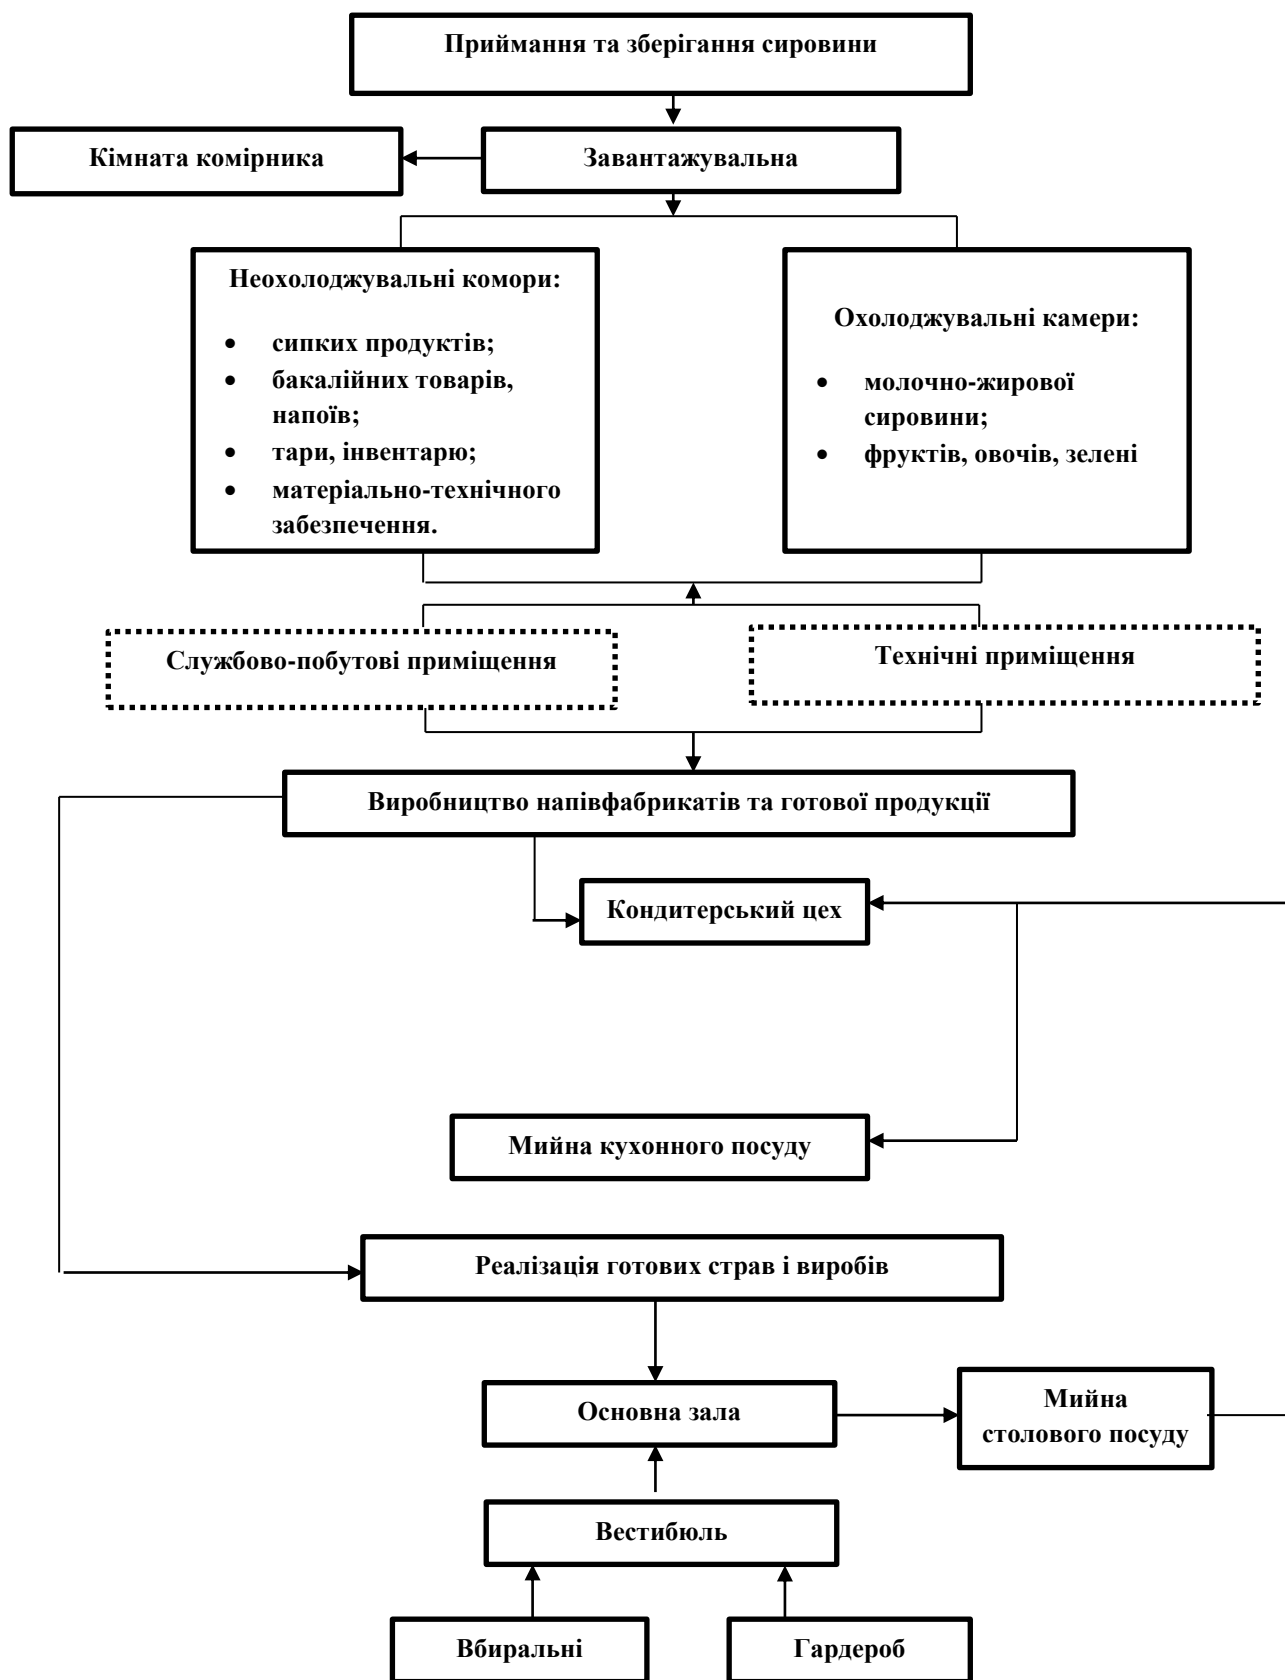 Приймання та зберігання сировини
Кімната комірника
Завантажувальна
Неохолоджувальні комори:
• сипких продуктів;
• бакалійних товарів,
напоїв;
• тари, інвентарю;
• матеріально-технічного
забезпечення.
Охолоджувальні камери:
• молочно-жирової
сировини;
• фруктів, овочів, зелені
Службово-побутові приміщення
Технічні приміщення
Виробництво напівфабрикатів та готової продукції
Кондитерський цех
Мийна кухонного посуду
Реалізація готових страв і виробів
Основна зала
Мийна
столового посуду
Вестибюль
Вбиральні
Гардероб